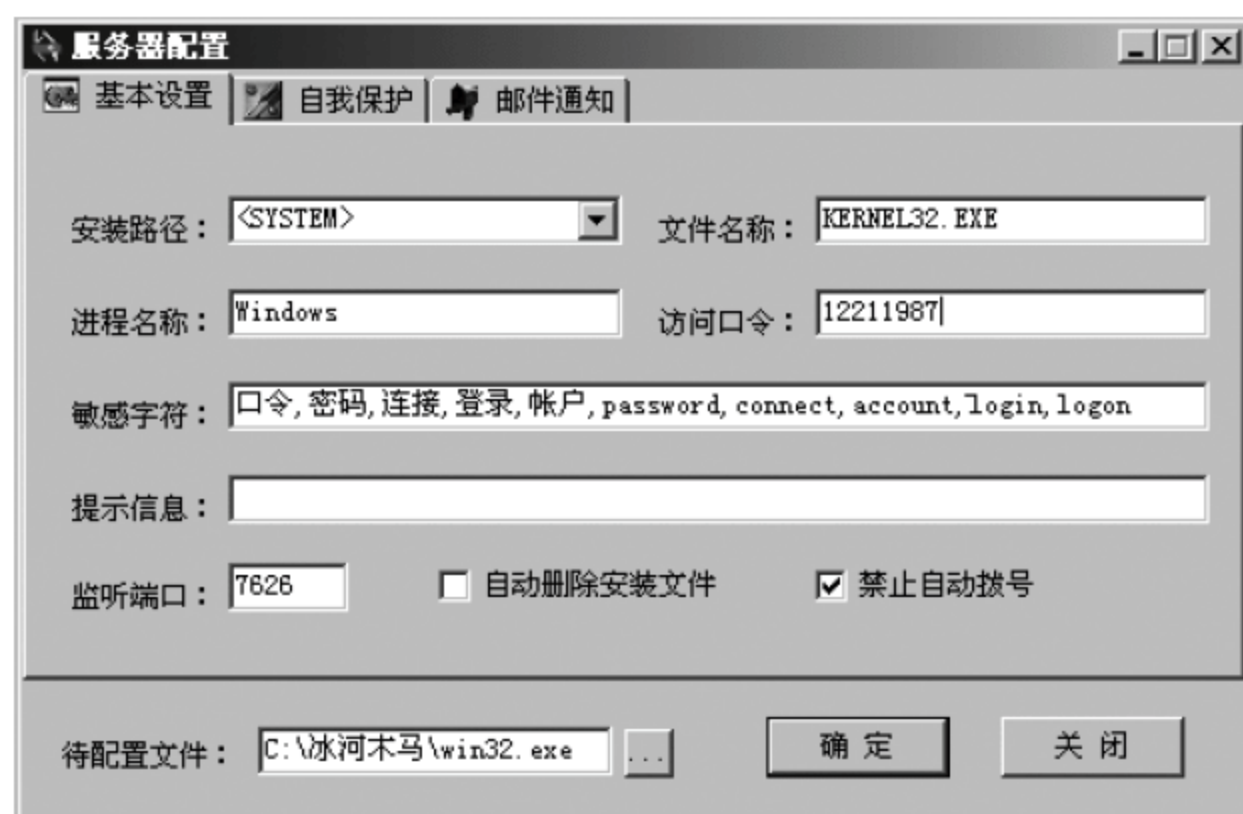 服务器配置
基本设置 自我保护 邮件通知
安装路径： <SYSTEM> 文件名称： KERNEL32.EXE
进程名称： Windows 访问口令： 12211987
敏感字符： 口令,密码,连接,登录,帐户,password,connect,account,login,logon
提示信息：
监听端口： 7626 自动删除安装文件 禁止自动拨号
待配置文件： C:\冰河木马\win32.exe ... 确 定 关 闭